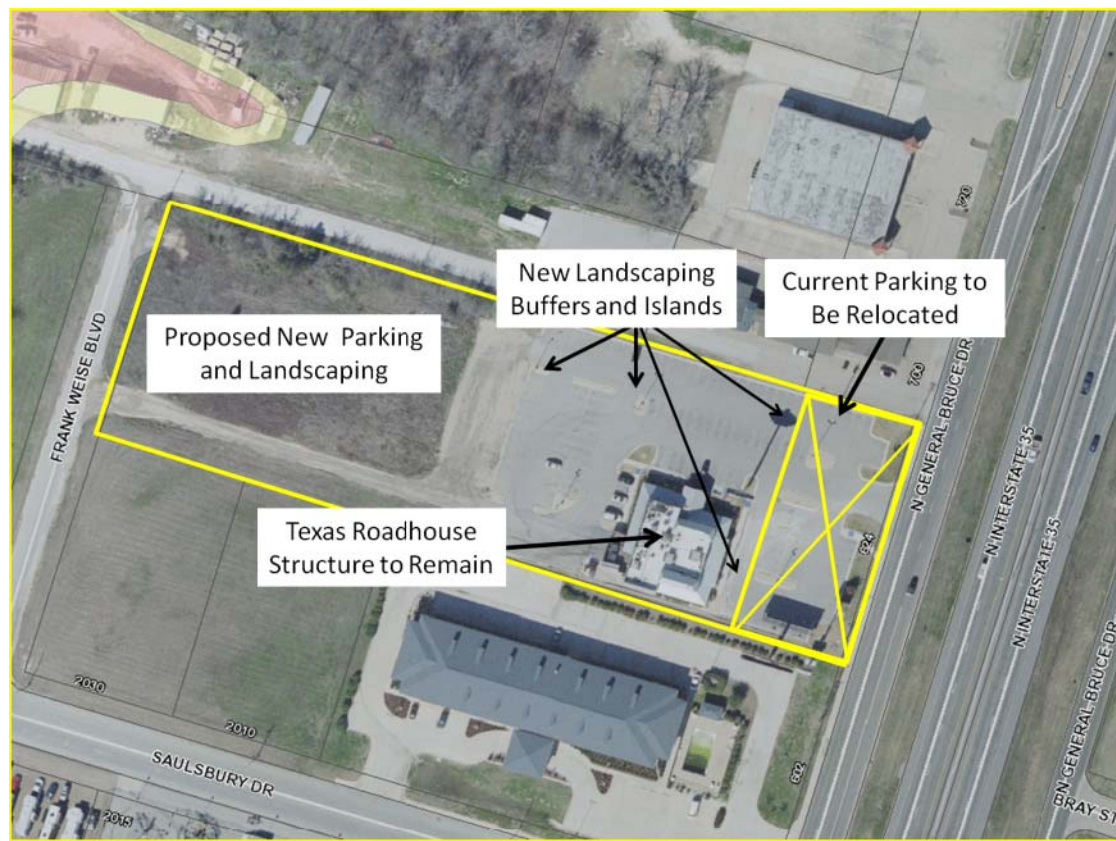 720
New Landscaping
Buffers and Islands
Current Parking to
Be Relocated
Proposed New Parking
and Landscaping
700
FRANK WEISE BLVD
N GENERAL BRUCE DR
N INTERSTATE 35
N INTERSTATE 35
Texas Roadhouse
Structure to Remain
624
2030
2010
SAULSBURY DR
602
N GENERAL BRUCE DR
2015
BRAY ST